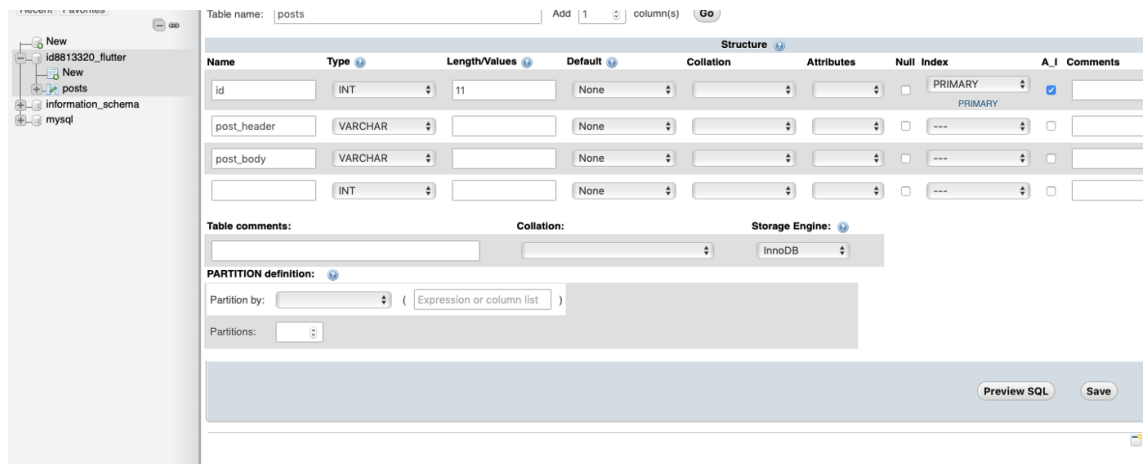 Recent Favorites
New
id8813320_flutter
New
posts
information_schema
mysql
Table name: posts Add 1 column(s) Go
Structure
Name Type Length/Values Default Collation Attributes Null Index A_I Comments
id INT 11 None PRIMARY
PRIMARY
post_header VARCHAR None ---
post_body VARCHAR None ---
INT None ---
Table comments: Collation: Storage Engine:
InnoDB
PARTITION definition:
Partition by: ( Expression or column list )
Partitions:
Preview SQL Save